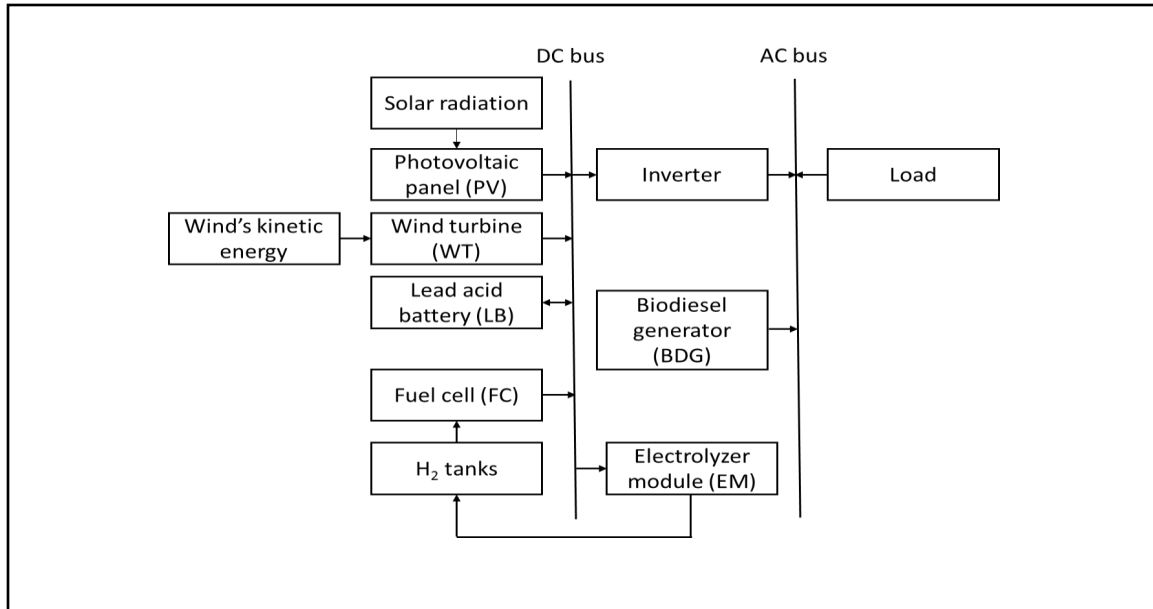 DC bus
AC bus
Solar radiation
Photovoltaic
panel (PV)
Inverter
Load
Wind’s kinetic
energy
Wind turbine
(WT)
Lead acid
battery (LB)
Biodiesel
generator
(BDG)
Fuel cell (FC)
H₂ tanks
Electrolyzer
module (EM)